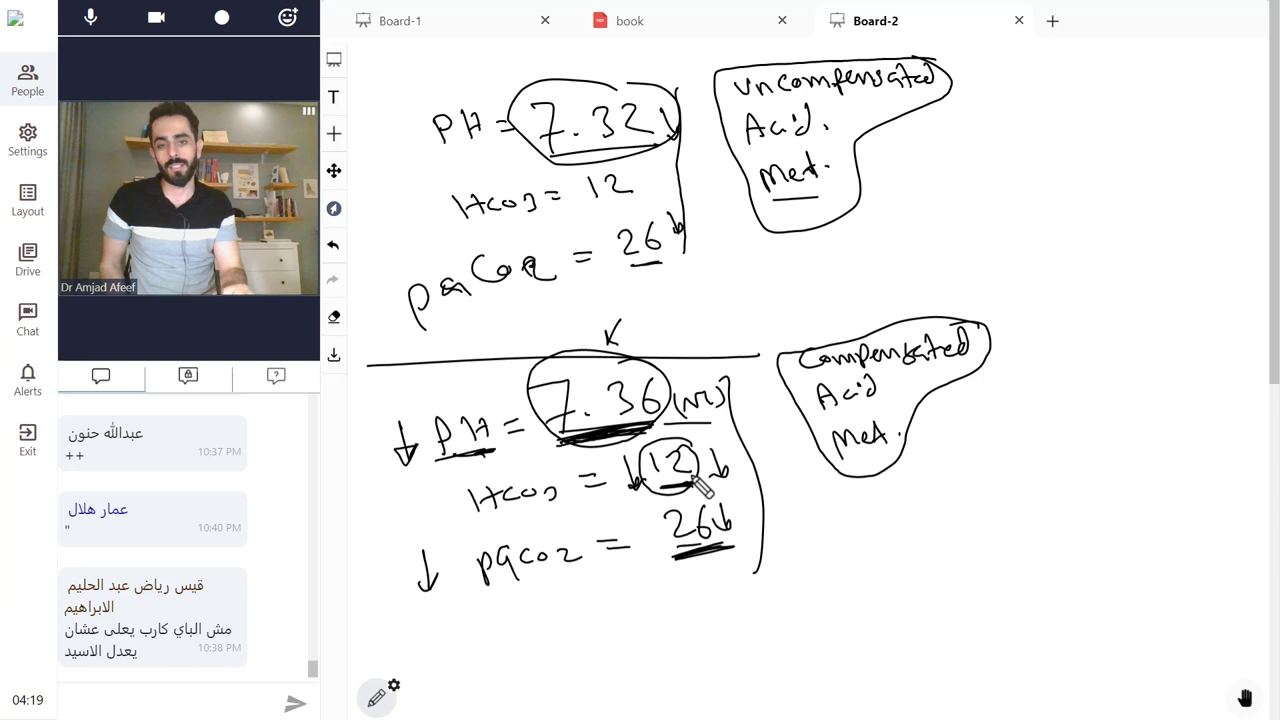 Board-1
book
Board-2
People
Settings
Layout
Drive
Chat
Alerts
Exit
04:19
Dr Amjad Afeef
عبدالله حنون
++
10:37 PM
عمار هلال
"
10:40 PM
قيس رياض عبد الحليم
الابراهيم
مش الباي كارب يعلى عشان
يعدل الاسيد
10:38 PM
T
PH = 7.32 ↓
Hco3 = 12
paCo2 = 26 ↓
uncompensated
Acid.
Met.
↓ PH = 7.36
Hco3 = ↓ 12 ↓
↓ paco2 = 26 ↓
Compensated
Acid
Met.